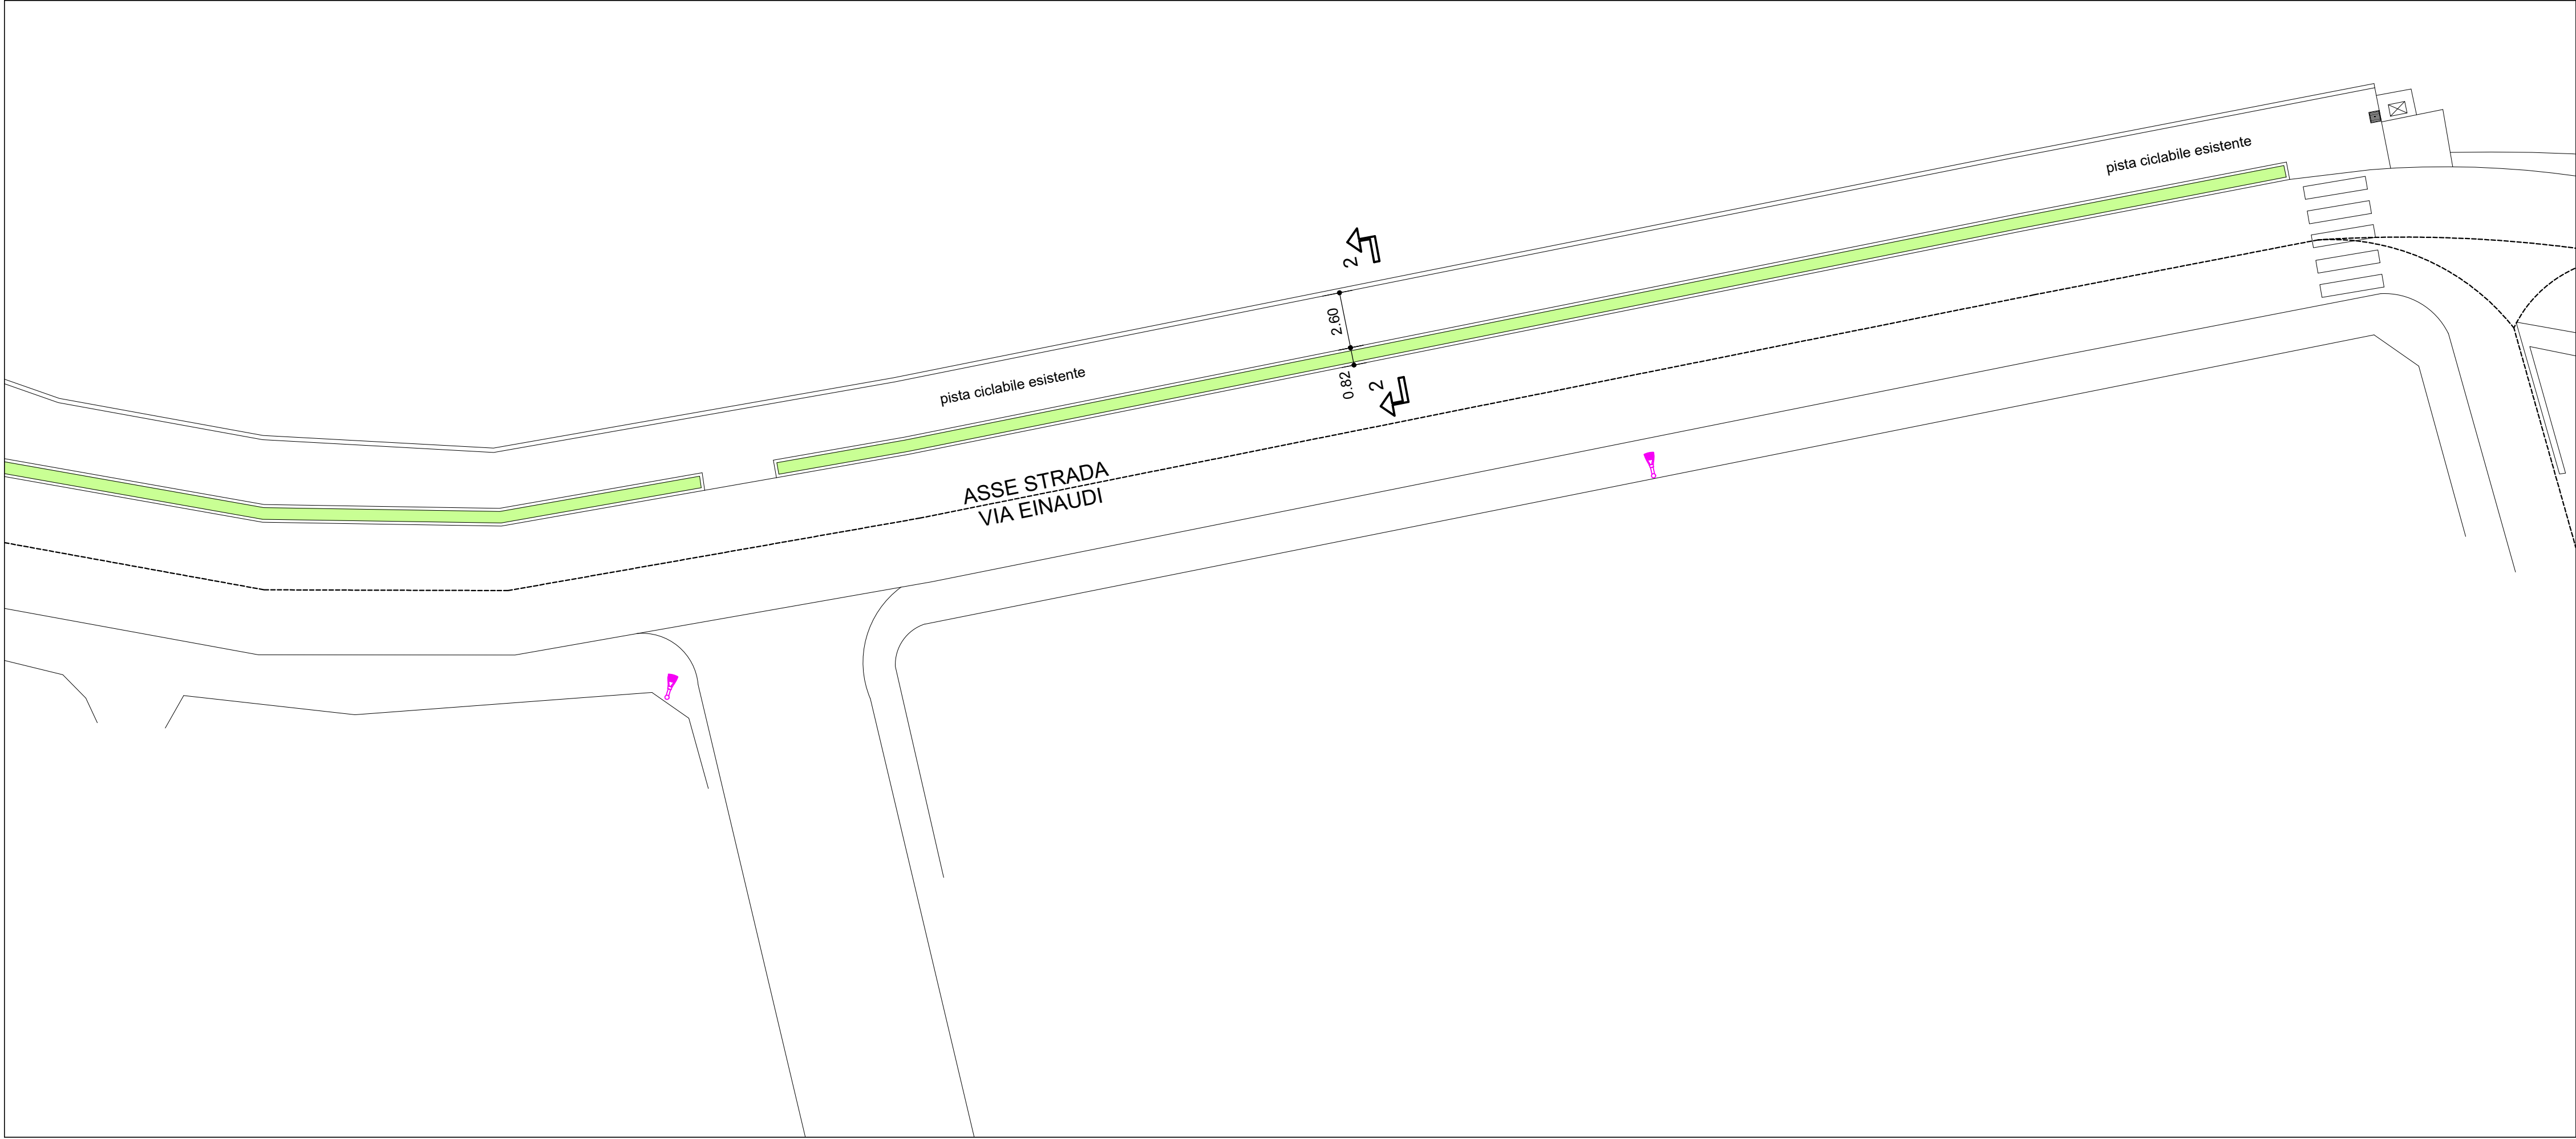 pista ciclabile esistente
2
2.60
pista ciclabile esistente
0.82
2
ASSE STRADA
VIA EINAUDI